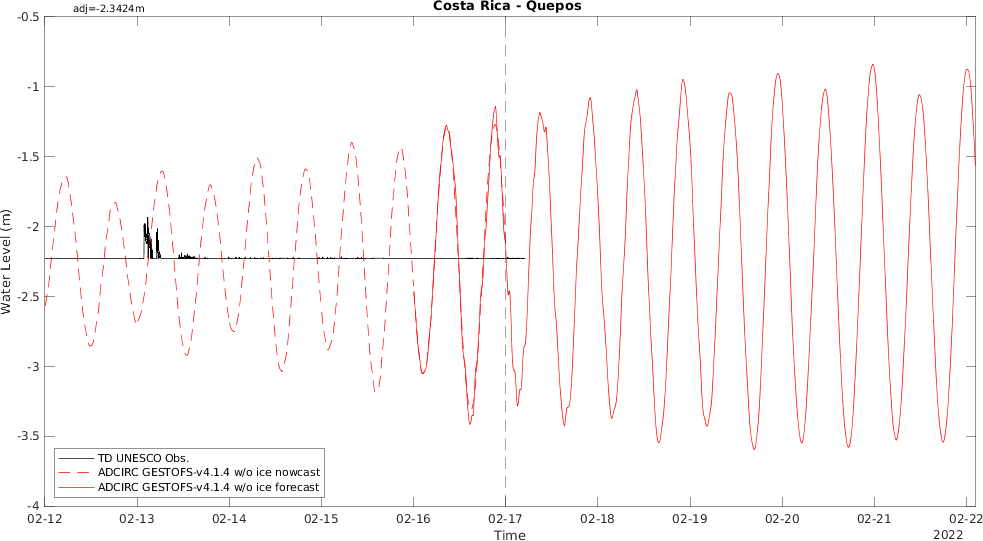 Costa Rica - Quepos
adj=-2.3424m
-0.5
-1
-1.5
-2
-2.5
-3
-3.5
-4
Water Level (m)
TD UNESCO Obs.
ADCIRC GESTOFS-v4.1.4 w/o ice nowcast
ADCIRC GESTOFS-v4.1.4 w/o ice forecast
02-12 02-13 02-14 02-15 02-16 02-17 02-18 02-19 02-20 02-21 02-22
Time
2022